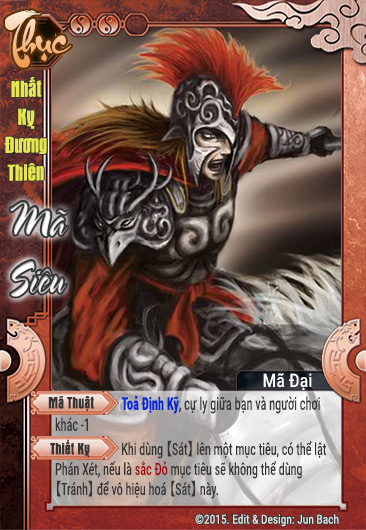 Thục
Nhất
Kỵ
Đương
Thiên
Mã
Siêu
Mã Đại
Mã Thuật
Toả Định Kỹ, cự ly giữa bạn và người chơi
khác -1
Thiết Kỵ
Khi dùng【Sát】lên một mục tiêu, có thể lật
Phán Xét, nếu là sắc Đỏ mục tiêu sẽ không thể dùng
【Tránh】để vô hiệu hoá【Sát】này.
©2015. Edit & Design: Jun Bach